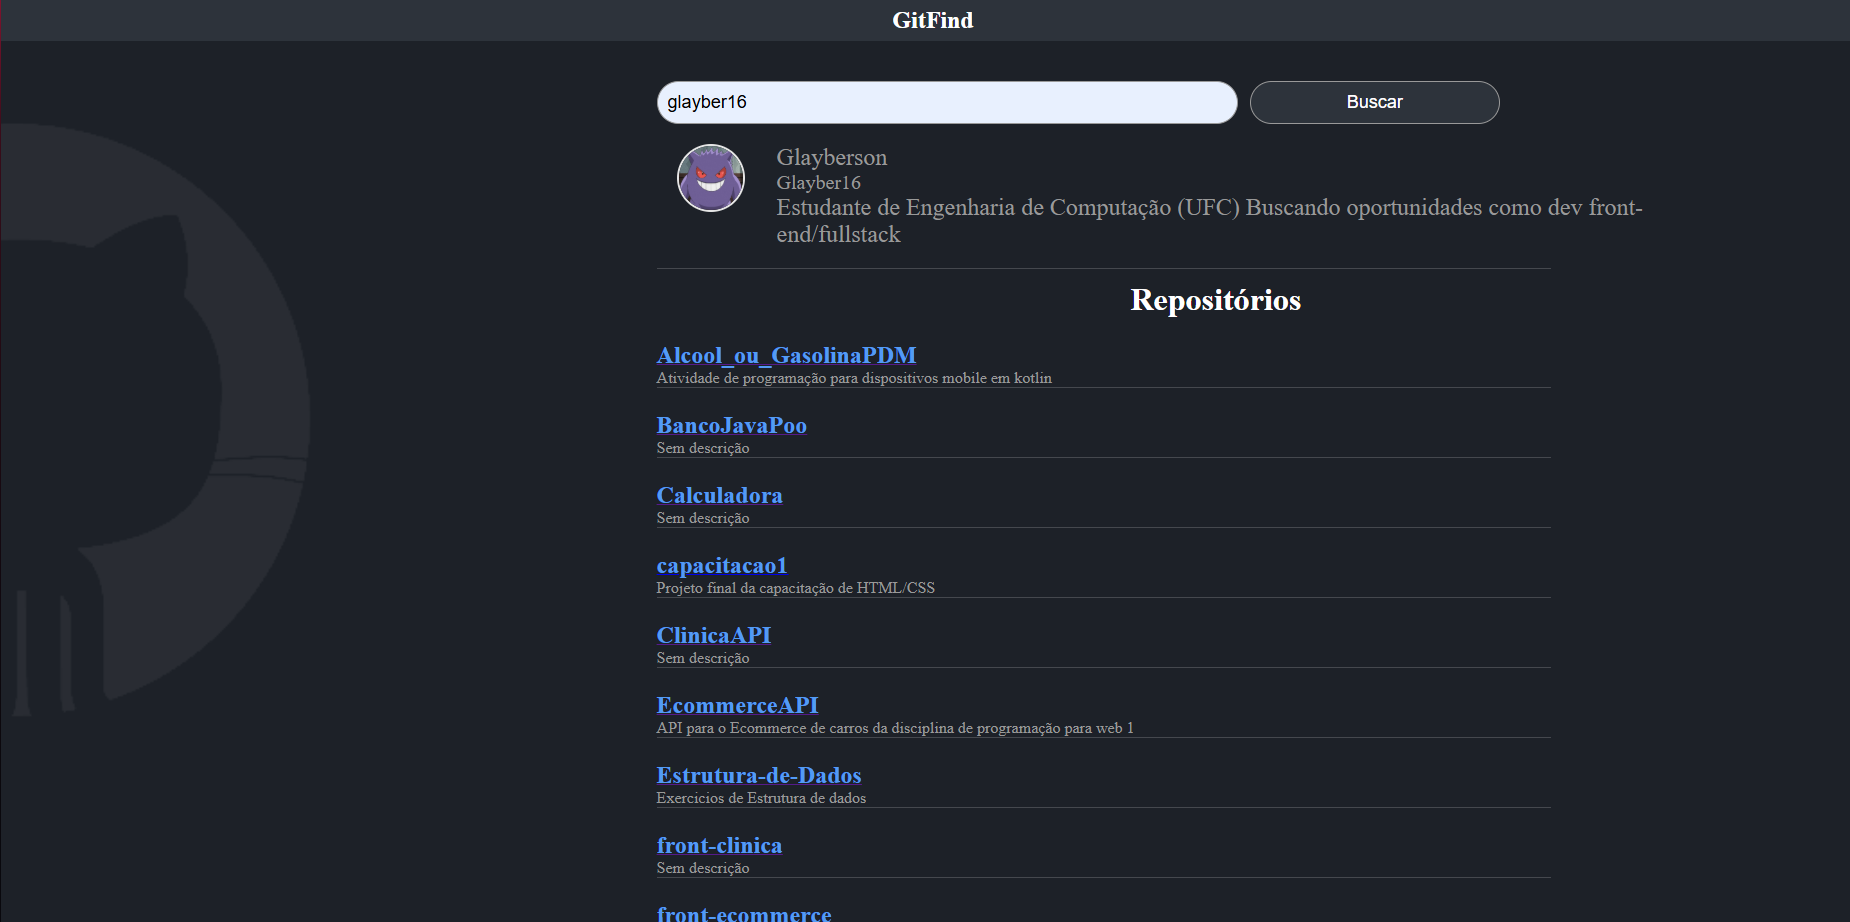 GitFind
glayber16
Buscar
Glayberson
Glayber16
Estudante de Engenharia de Computação (UFC) Buscando oportunidades como dev front-
end/fullstack
Repositórios
Alcool_ou_GasolinaPDM
Atividade de programação para dispositivos mobile em kotlin
BancoJavaPoo
Sem descrição
Calculadora
Sem descrição
capacitacao1
Projeto final da capacitação de HTML/CSS
ClinicaAPI
Sem descrição
EcommerceAPI
API para o Ecommerce de carros da disciplina de programação para web 1
Estrutura-de-Dados
Exercicios de Estrutura de dados
front-clinica
Sem descrição
front-ecommerce